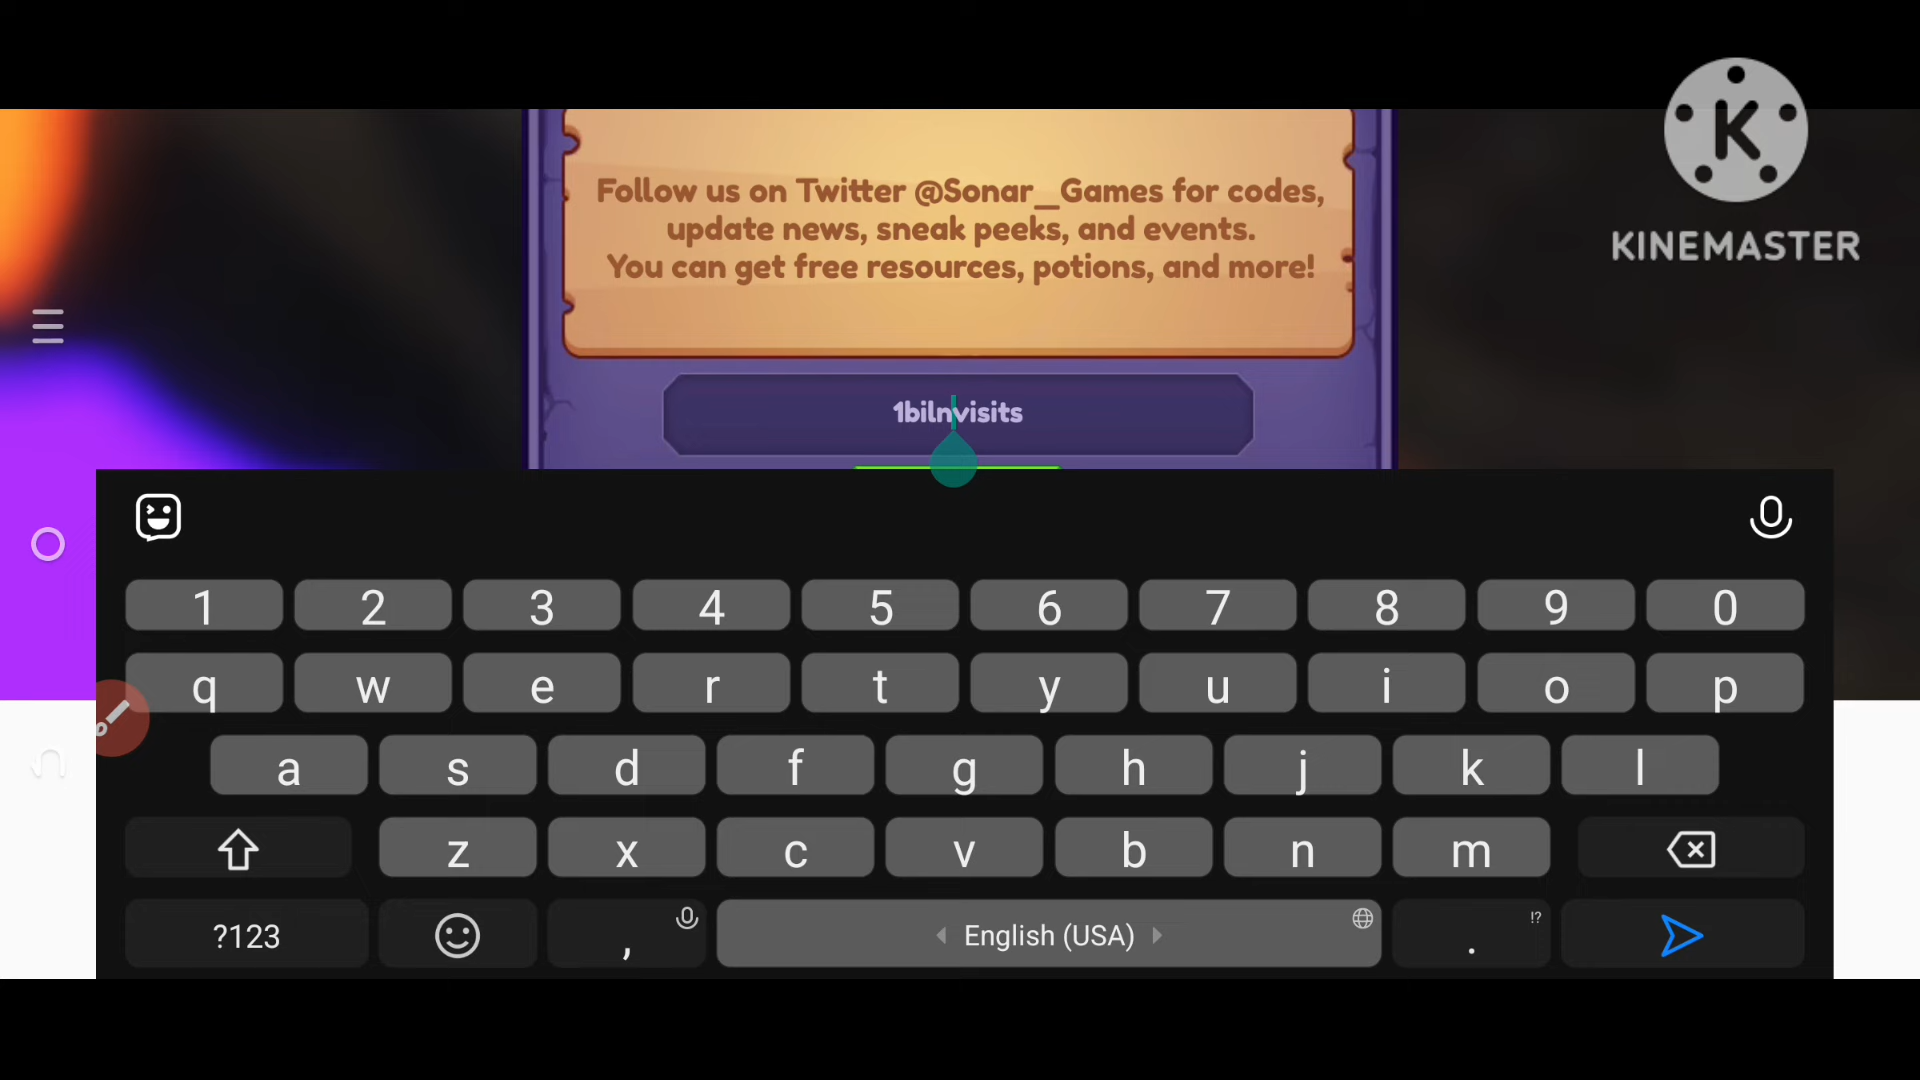 K
KINEMASTER
Follow us on Twitter @Sonar_Games for codes,
update news, sneak peeks, and events.
You can get free resources, potions, and more!
1bilnvisits
1 2 3 4 5 6 7 8 9 0
q w e r t y u i o p
a s d f g h j k l
z x c v b n m
?123 , English (USA) . !?